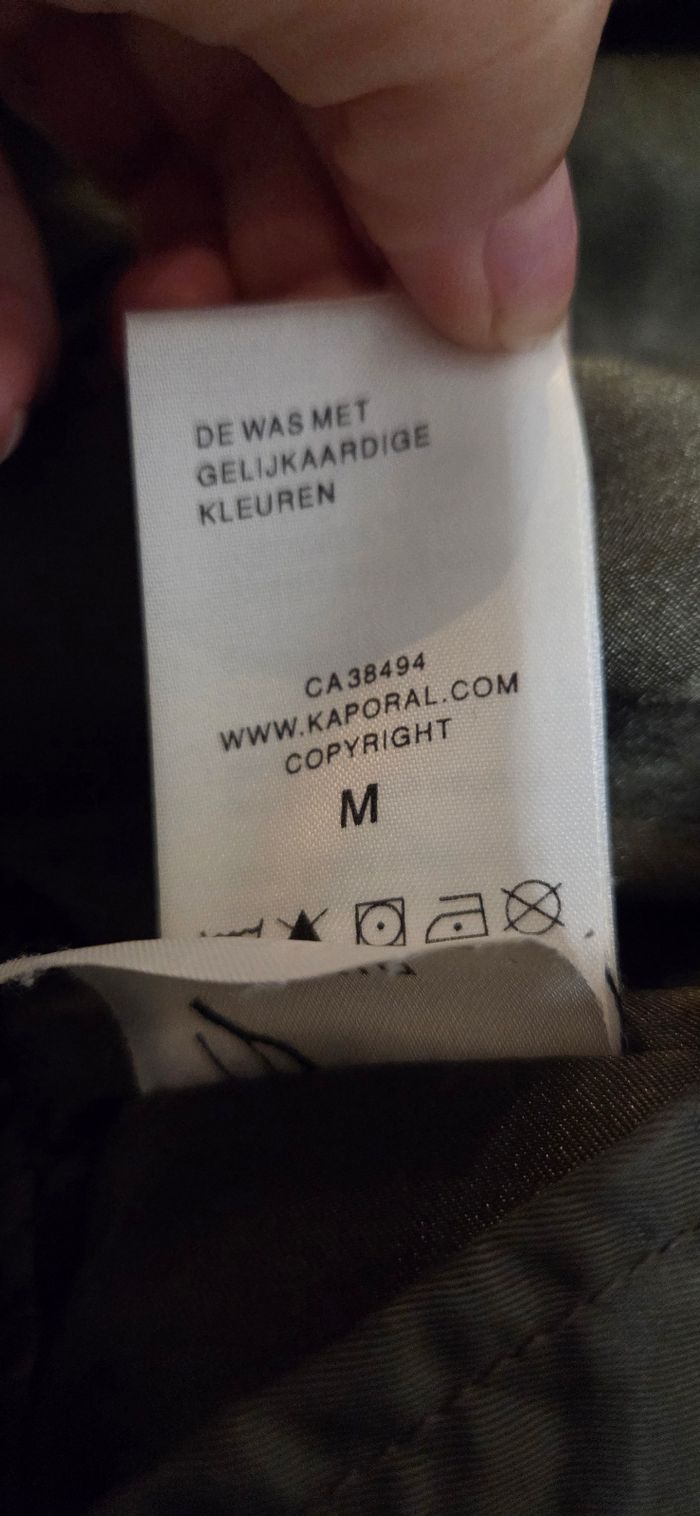 DE WAS MET
GELIJKAARDIGE
KLEUREN
CA38494
WWW.KAPORAL.COM
COPYRIGHT
M